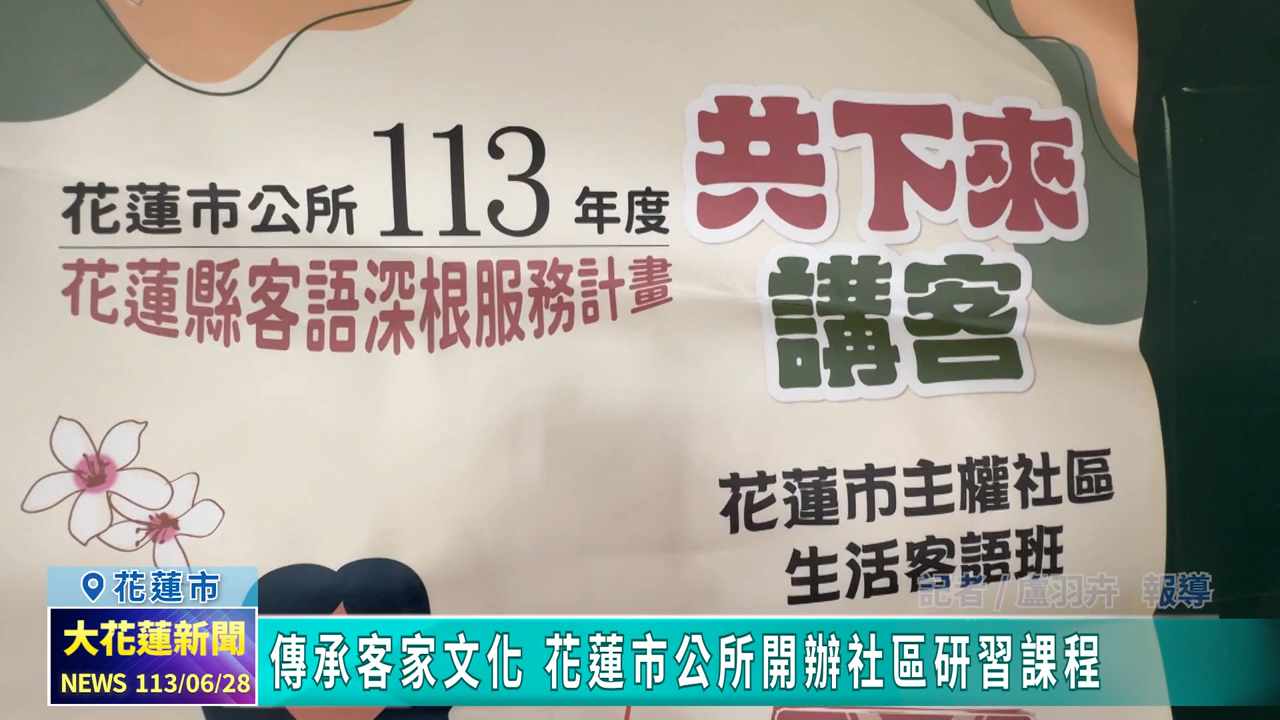 花蓮市公所113年度
花蓮縣客語深根服務計畫
共下來
講客
花蓮市主權社區
生活客語班
記者/盧羽卉 報導
花蓮市
大花蓮新聞
NEWS 113/06/28
傳承客家文化 花蓮市公所開辦社區研習課程